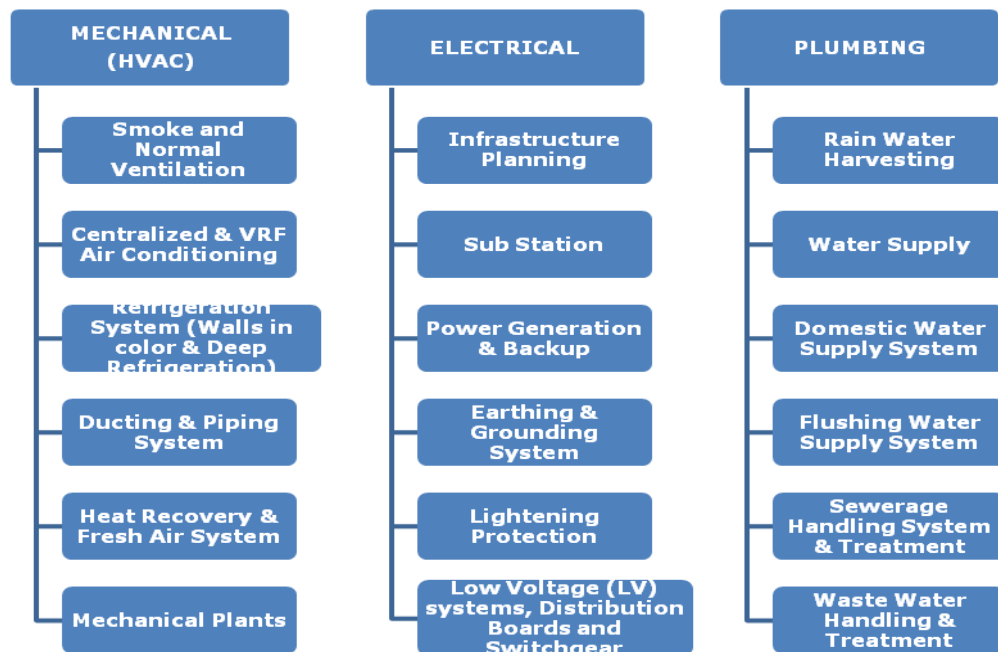 MECHANICAL
(HVAC)
Smoke and
Normal
Ventilation
Centralized & VRF
Air Conditioning
Refrigeration
System (Walls in
color & Deep
Refrigeration)
Ducting & Piping
System
Heat Recovery &
Fresh Air System
Mechanical Plants
ELECTRICAL
Infrastructure
Planning
Sub Station
Power Generation
& Backup
Earthing &
Grounding
System
Lightening
Protection
Low Voltage (LV)
systems, Distribution
Boards and
Switchgear
PLUMBING
Rain Water
Harvesting
Water Supply
Domestic Water
Supply System
Flushing Water
Supply System
Sewerage
Handling System
& Treatment
Waste Water
Handling &
Treatment